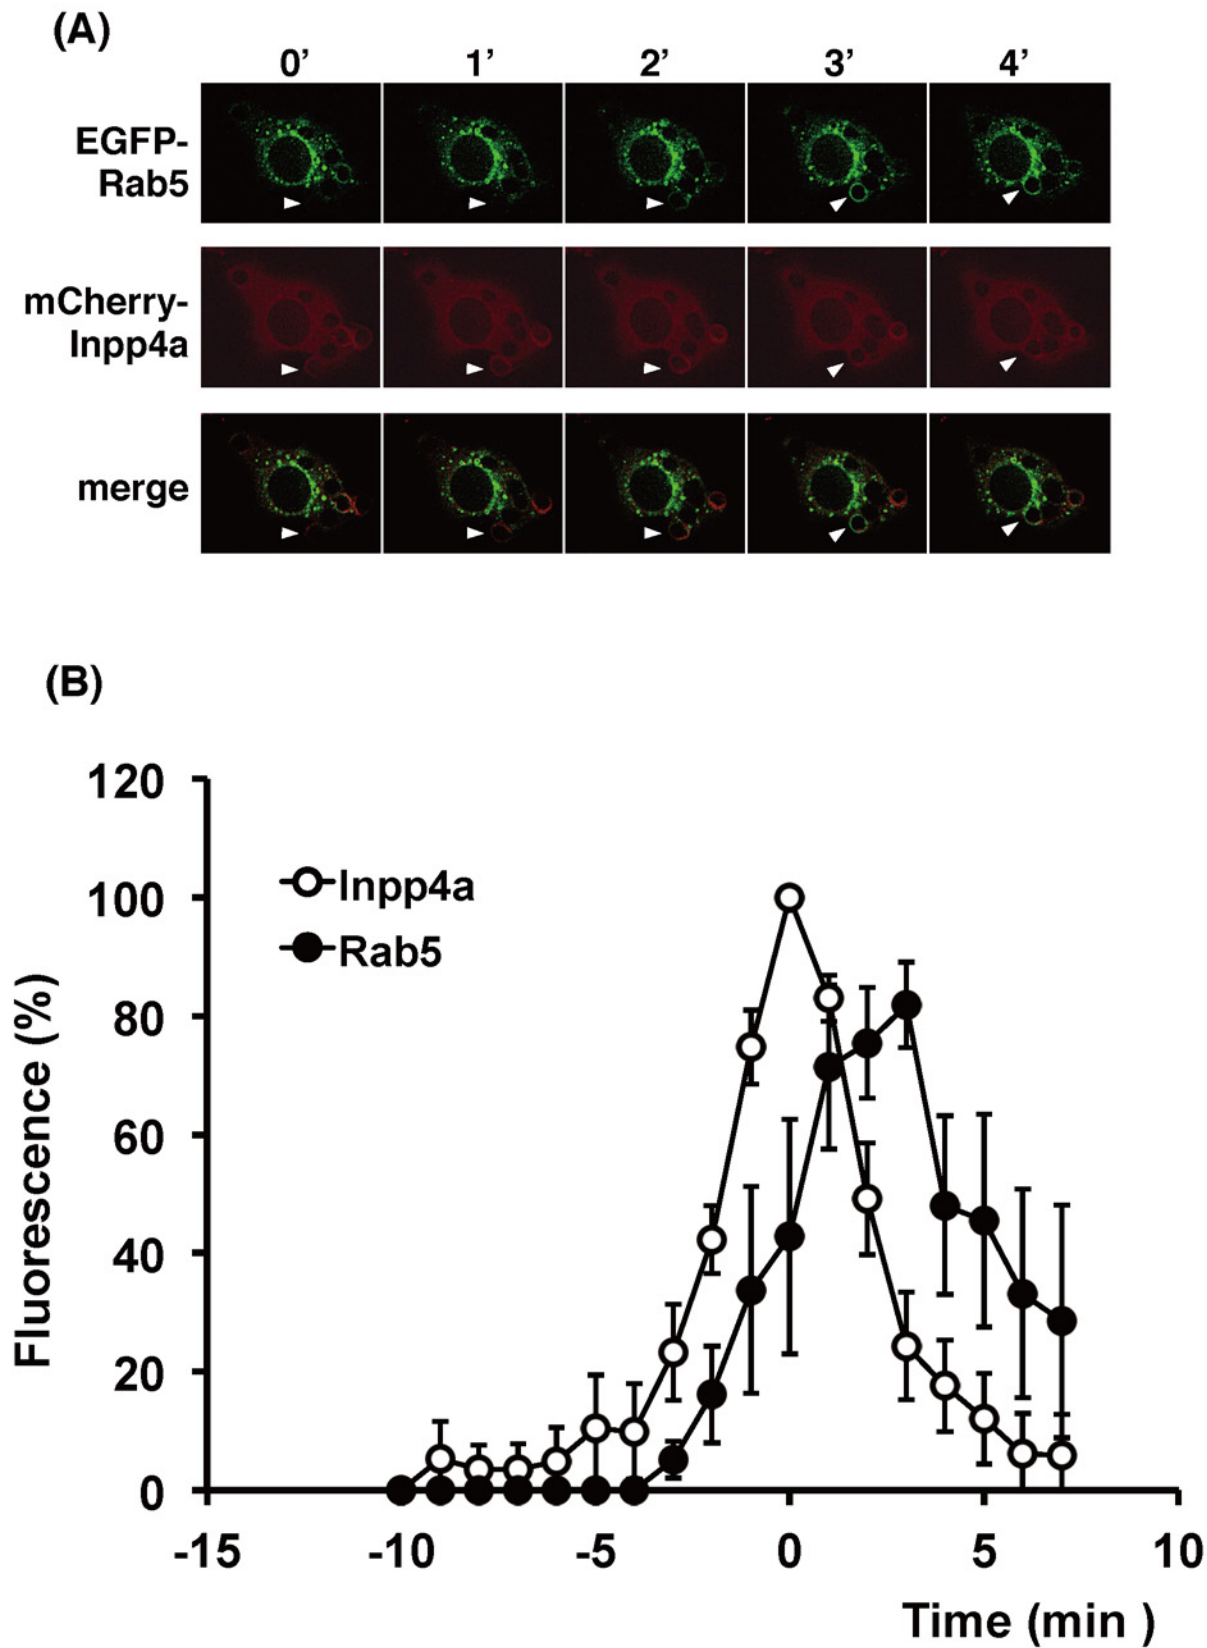 (A)
0’ 1’ 2’ 3’ 4’
EGFP-
Rab5
mCherry-
Inpp4a
merge
(B)
120
100
80
60
40
20
0
Inpp4a
Rab5
Fluorescence (%)
-15 -10 -5 0 5 10
Time (min )